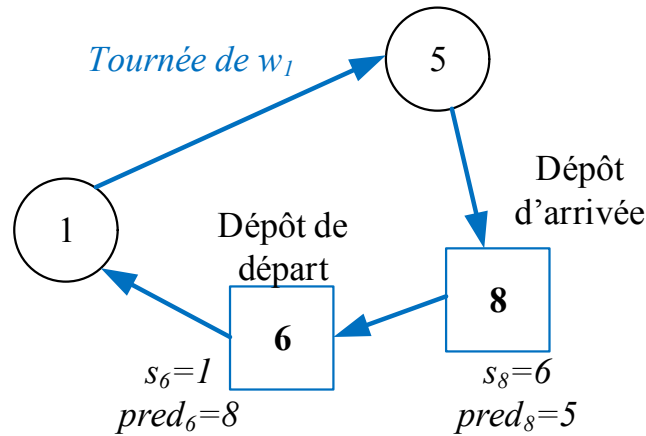 Tournée de w₁
5
1
Dépôt
d'arrivée
Dépôt de
départ
8
6
s₆=1
pred₆=8
s₈=6
pred₈=5